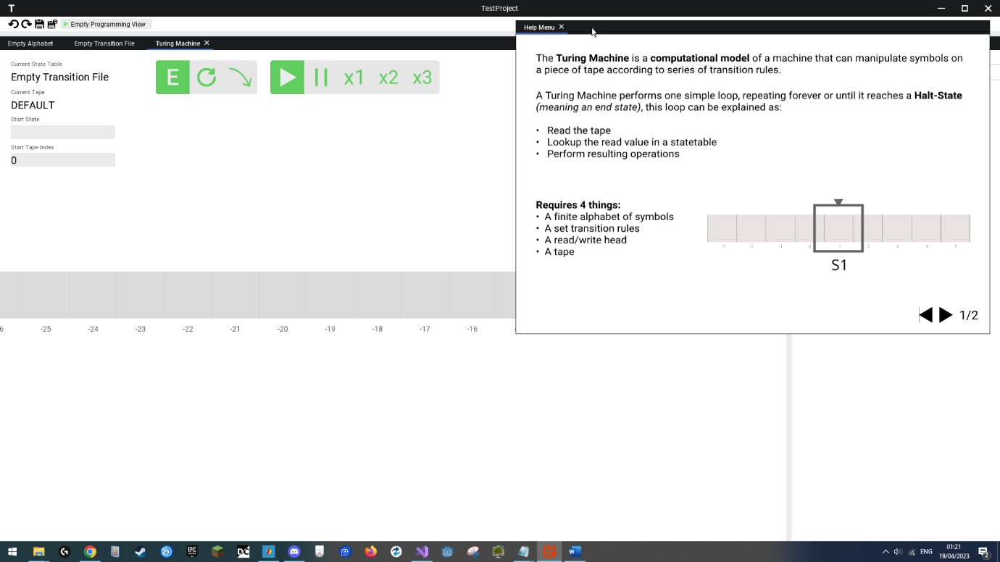 T
TestProject
Empty Programming View
Empty Alphabet
Empty Transition File
Turing Machine
Current State Table
Empty Transition File
Current Tape
DEFAULT
Start State
Start Tape Index
0
E
x1 x2 x3
-25 -24 -23 -22 -21 -20 -19 -18 -17 -16
Help Menu
The Turing Machine is a computational model of a machine that can manipulate symbols on
a piece of tape according to series of transition rules.
A Turing Machine performs one simple loop, repeating forever or until it reaches a Halt-State
(meaning an end state), this loop can be explained as:
• Read the tape
• Lookup the read value in a statetable
• Perform resulting operations
Requires 4 things:
• A finite alphabet of symbols
• A set transition rules
• A read/write head
• A tape
-3 -2 -1 0 1 2 3 4 5
S1
1/2
EPIC
DC
ENG
01:21
19/04/2023
2